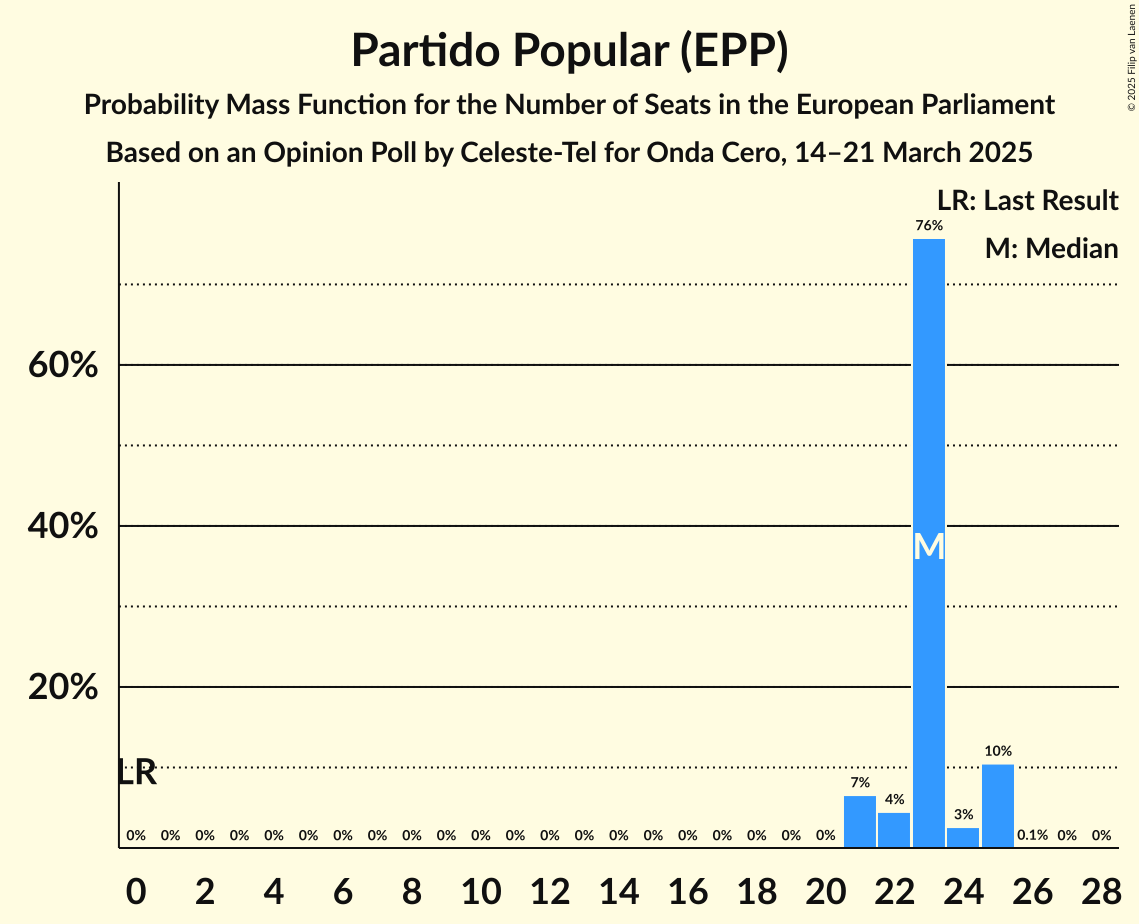 Partido Popular (EPP)
Probability Mass Function for the Number of Seats in the European Parliament
Based on an Opinion Poll by Celeste-Tel for Onda Cero, 14–21 March 2025
© 2025 Filip van Laenen
LR: Last Result
M: Median
76%
60%
40%
M
20%
LR
7%
4%
3%
10%
0% 0% 0% 0% 0% 0% 0% 0% 0% 0% 0% 0% 0% 0% 0% 0% 0% 0% 0% 0% 0% 0.1% 0% 0%
0 2 4 6 8 10 12 14 16 18 20 22 24 26 28